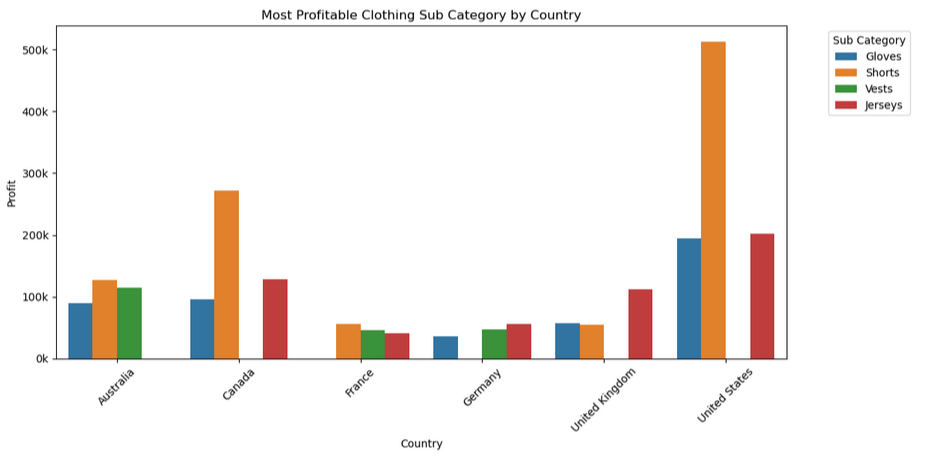 Most Profitable Clothing Sub Category by Country
Sub Category
Gloves
Shorts
Vests
Jerseys
Profit
500k
400k
300k
200k
100k
0k
Australia
Canada
France
Germany
United Kingdom
United States
Country